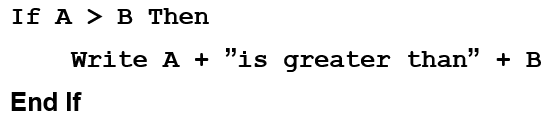 If A > B Then
Write A + ”is greater than” + B
End If